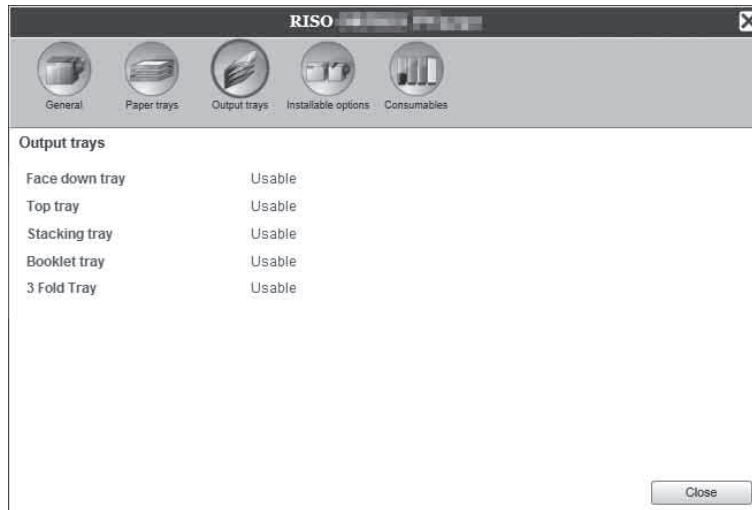 RISO
General Paper trays Output trays Installable options Consumables
Output trays
Face down tray Usable
Top tray Usable
Stacking tray Usable
Booklet tray Usable
3 Fold Tray Usable
Close